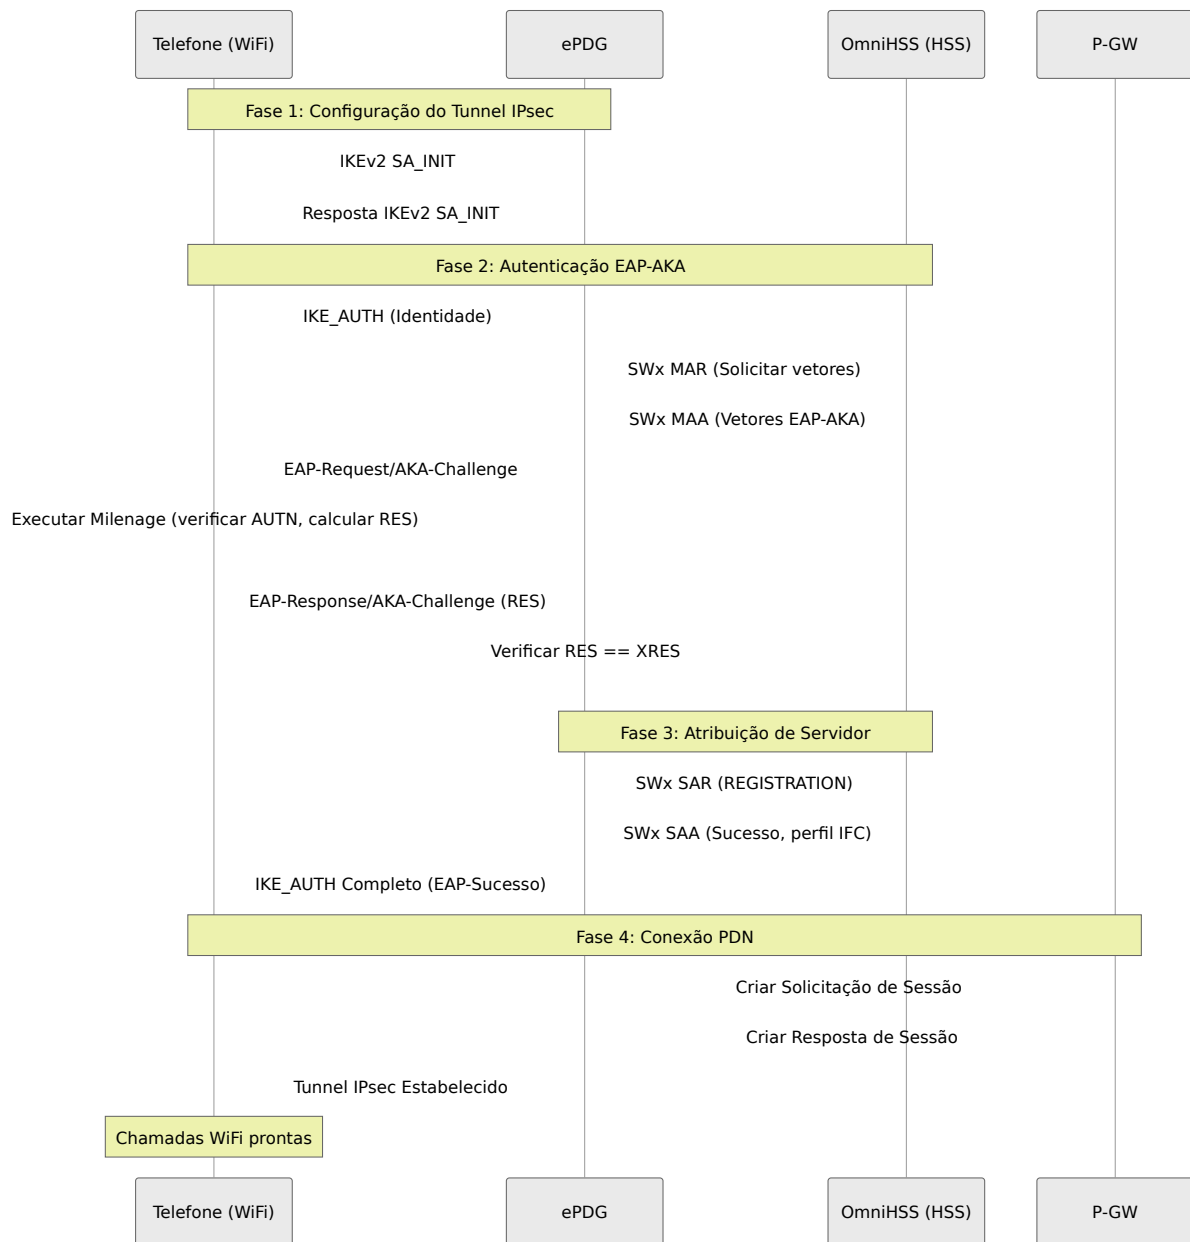 Telefone (WiFi)
ePDG
OmniHSS (HSS)
P-GW
Fase 1: Configuração do Tunnel IPsec
IKEv2 SA_INIT
Resposta IKEv2 SA_INIT
Fase 2: Autenticação EAP-AKA
IKE_AUTH (Identidade)
SWx MAR (Solicitar vetores)
SWx MAA (Vetores EAP-AKA)
EAP-Request/AKA-Challenge
Executar Milenage (verificar AUTN, calcular RES)
EAP-Response/AKA-Challenge (RES)
Verificar RES == XRES
Fase 3: Atribuição de Servidor
SWx SAR (REGISTRATION)
SWx SAA (Sucesso, perfil IFC)
IKE_AUTH Completo (EAP-Sucesso)
Fase 4: Conexão PDN
Criar Solicitação de Sessão
Criar Resposta de Sessão
Tunnel IPsec Estabelecido
Chamadas WiFi prontas
Telefone (WiFi)
ePDG
OmniHSS (HSS)
P-GW